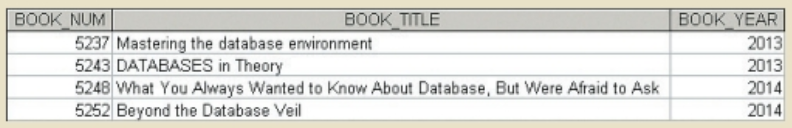 BOOK_NUM BOOK_TITLE BOOK_YEAR
5237 Mastering the database environment 2013
5243 DATABASES in Theory 2013
5248 What You Always Wanted to Know About Database, But Were Afraid to Ask 2014
5252 Beyond the Database Veil 2014